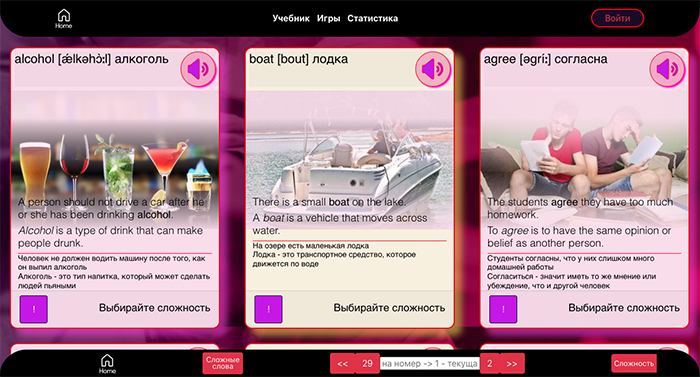 Home
Учебник Игры Статистика
Войти
alcohol [ǽlkəhɔ̀ːl] алкоголь
A person should not drive a car after he
or she has been drinking alcohol.
Alcohol is a type of drink that can make
people drunk.
Человек не должен водить машину после того, как
он выпил алкоголь
Алкоголь - это тип напитка, который может сделать
людей пьяными
!
Выбирайте сложность
boat [bout] лодка
There is a small boat on the lake.
A boat is a vehicle that moves across
water.
На озере есть маленькая лодка
Лодка - это транспортное средство, которое
движется по воде
!
Выбирайте сложность
agree [əgríː] согласна
The students agree they have too much
homework.
To agree is to have the same opinion or
belief as another person.
Студенты согласны, что у них слишком много
домашней работы
Согласиться - значит иметь то же мнение или
убеждение, что и другой человек
!
Выбирайте сложность
Home
Сложные
слова
<<
29
на номер -> 1 - текуща
2
>>
Сложность